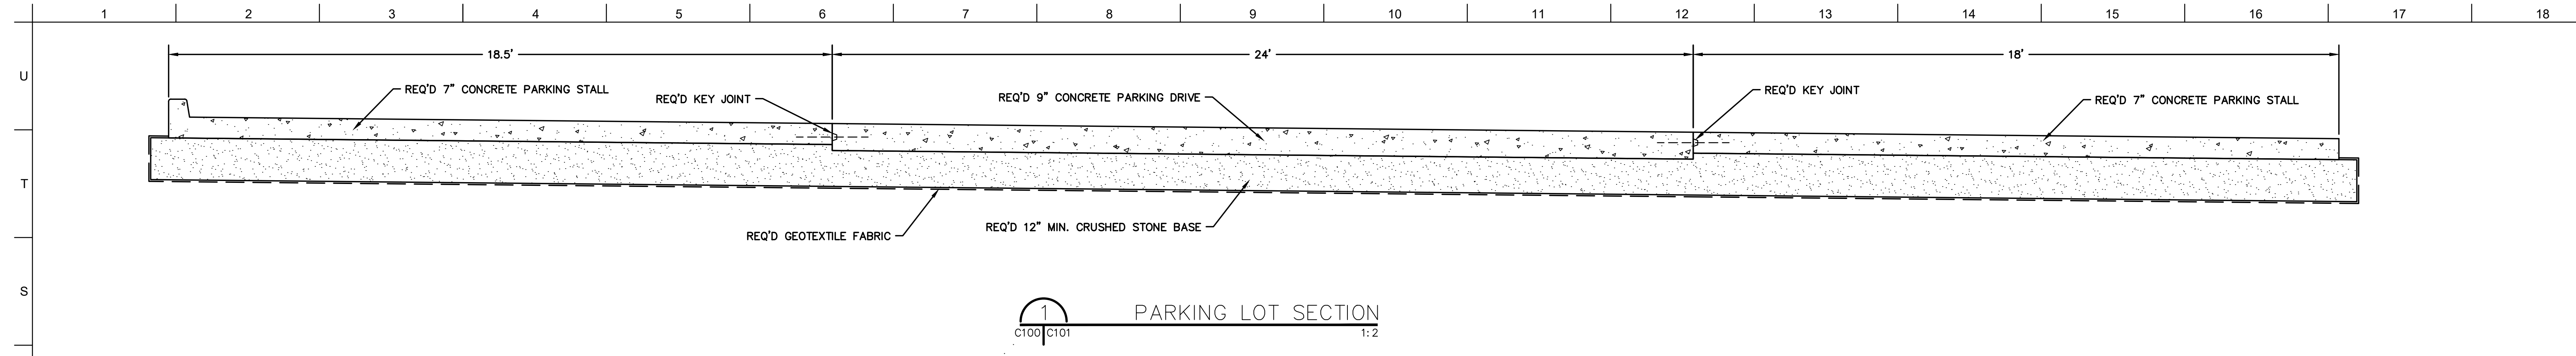 1 2 3 4 5 6 7 8 9 10 11 12 13 14 15 16 17 18
18.5' 24' 18'
U
REQ'D 7" CONCRETE PARKING STALL
REQ'D KEY JOINT
REQ'D 9" CONCRETE PARKING DRIVE
REQ'D KEY JOINT
REQ'D 7" CONCRETE PARKING STALL
T
REQ'D GEOTEXTILE FABRIC
REQ'D 12" MIN. CRUSHED STONE BASE
S
1 PARKING LOT SECTION
C100 C101 1:2